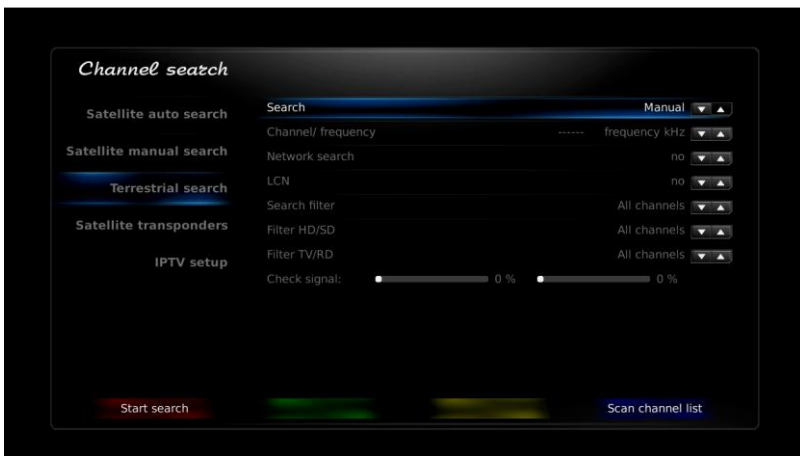 Channel search
Satellite auto search
Satellite manual search
Terrestrial search
Satellite transponders
IPTV setup
Search Manual
Channel/ frequency ------ frequency kHz
Network search no
LCN no
Search filter All channels
Filter HD/SD All channels
Filter TV/RD All channels
Check signal: 0 % 0 %
Start search Scan channel list